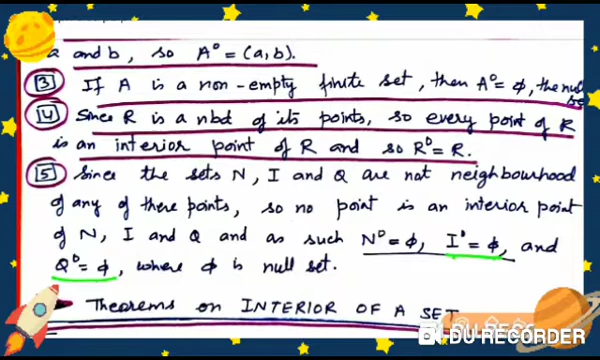 a and b, so A° = (a, b).
3 If A is a non-empty finite set, then A° = ϕ, the null set
4 Since R is a nbd of its points, so every point of R
is an interior point of R and so R° = R.
5 Since the sets N, I and Q are not neighbourhood
of any of there points, so no point is an interior point
of N, I and Q and as such N° = ϕ, I° = ϕ, and
Q° = ϕ, where ϕ is null set.
Theorems on INTERIOR OF A SET
DU RECORDER